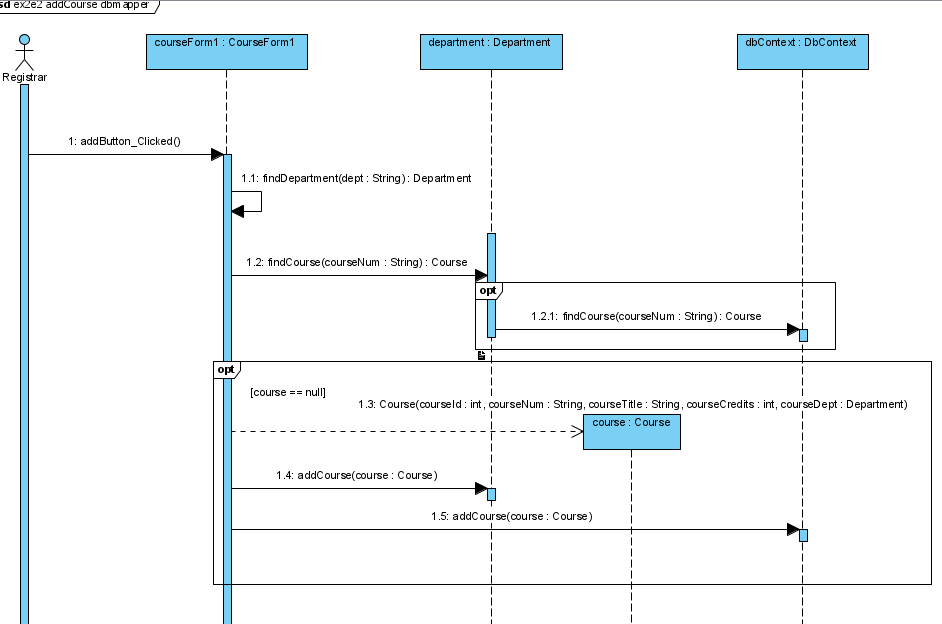 sd ex2e2 addCourse dbmapper
courseForm1 : CourseForm1
department : Department
dbContext : DbContext
Registrar
1: addButton_Clicked()
1.1: findDepartment(dept : String) : Department
1.2: findCourse(courseNum : String) : Course
opt
1.2.1: findCourse(courseNum : String) : Course
opt
[course == null]
1.3: Course(courseId : int, courseNum : String, courseTitle : String, courseCredits : int, courseDept : Department)
course : Course
1.4: addCourse(course : Course)
1.5: addCourse(course : Course)